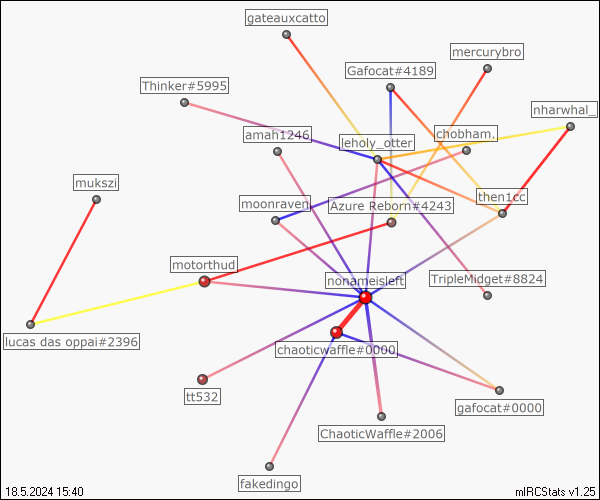 gateauxcatto
mercurybro
Gafocat#4189
Thinker#5995
nharwhal_
amah1246
chobham.
leholy_otter
mukszi
then1cc
moonraven
Azure Reborn#4243
motorthud
nonameisleft
TripleMidget#8824
lucas das oppai#2396
chaoticwaffle#0000
tt532
gafocat#0000
ChaoticWaffle#2006
fakedingo
18.5.2024 15:40
mIRCStats v1.25